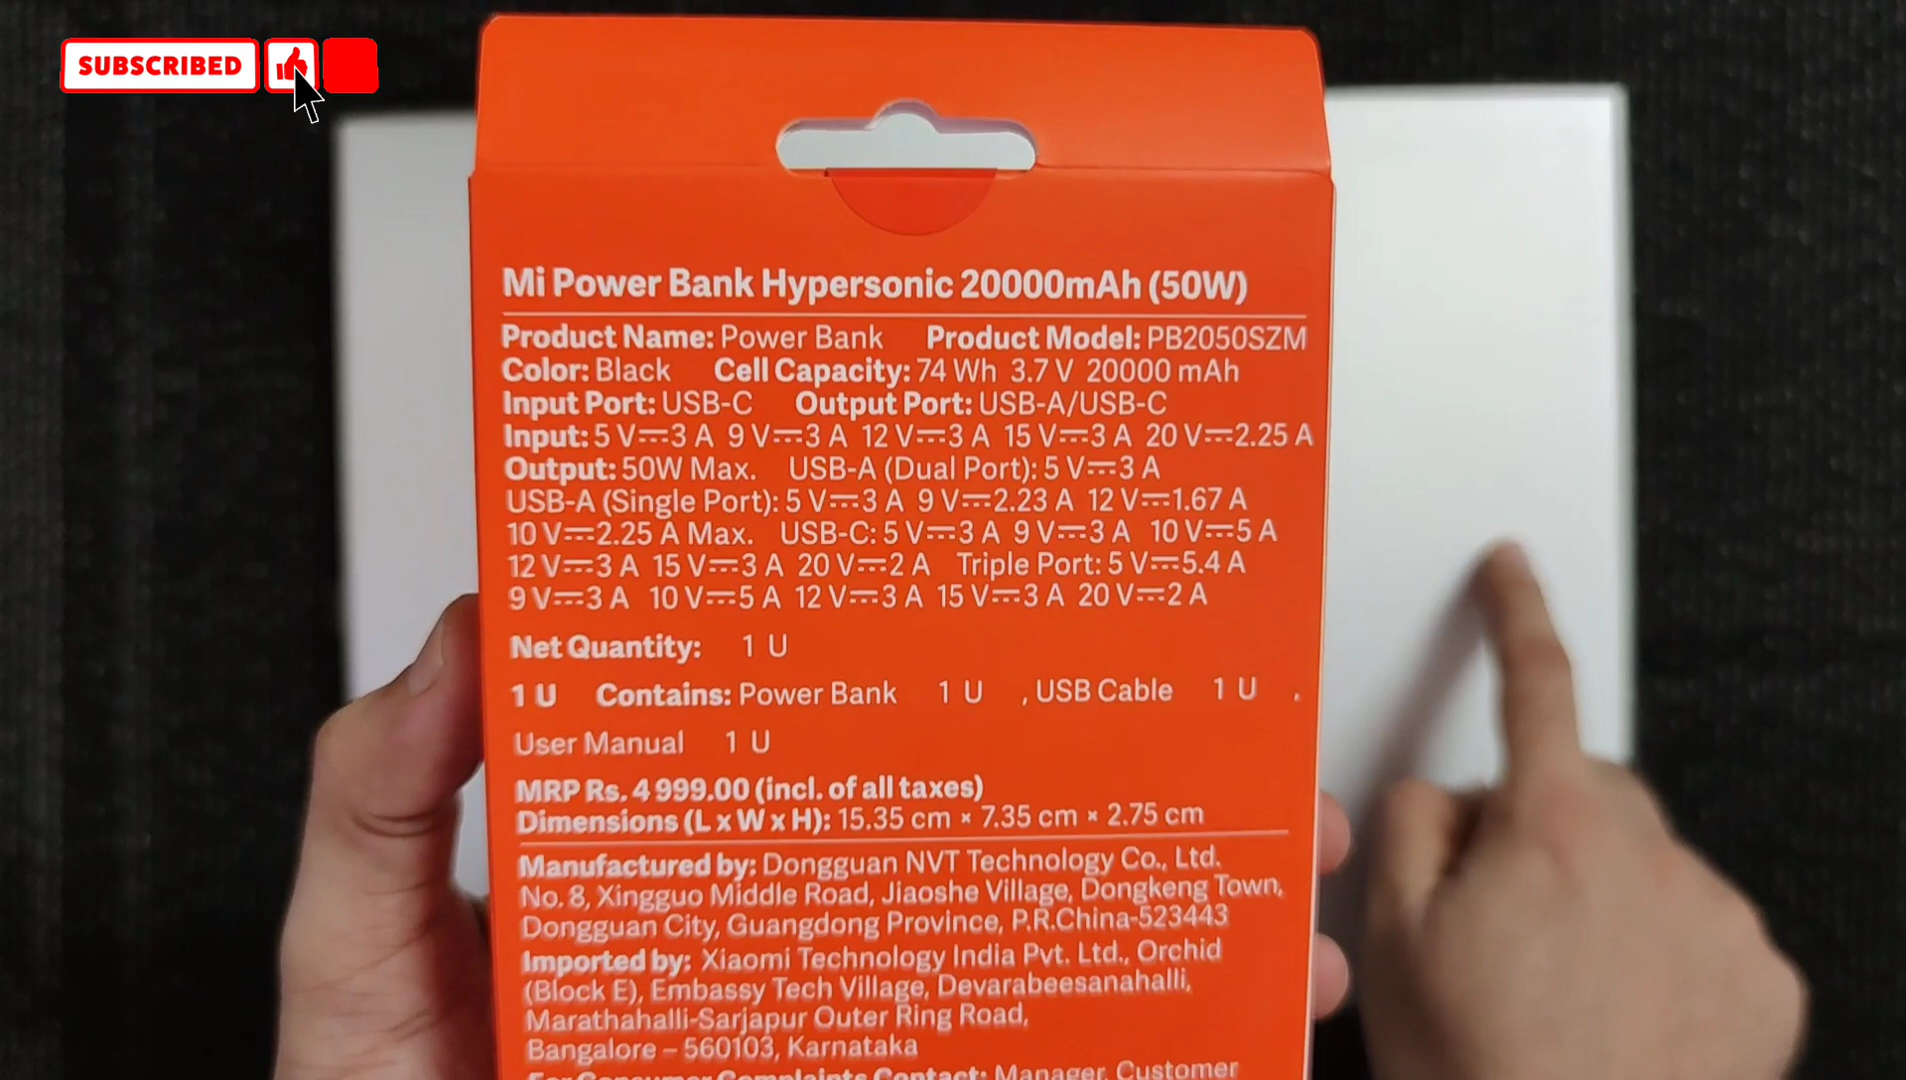 SUBSCRIBED
Mi Power Bank Hypersonic 20000mAh (50W)
Product Name: Power Bank Product Model: PB2050SZM
Color: Black Cell Capacity: 74 Wh 3.7 V 20000 mAh
Input Port: USB-C Output Port: USB-A/USB-C
Input: 5 V⎓3 A 9 V⎓3 A 12 V⎓3 A 15 V⎓3 A 20 V⎓2.25 A
Output: 50W Max. USB-A (Dual Port): 5 V⎓3 A
USB-A (Single Port): 5 V⎓3 A 9 V⎓2.23 A 12 V⎓1.67 A
10 V⎓2.25 A Max. USB-C: 5 V⎓3 A 9 V⎓3 A 10 V⎓5 A
12 V⎓3 A 15 V⎓3 A 20 V⎓2 A Triple Port: 5 V⎓5.4 A
9 V⎓3 A 10 V⎓5 A 12 V⎓3 A 15 V⎓3 A 20 V⎓2 A
Net Quantity: 1 U
1 U Contains: Power Bank 1 U , USB Cable 1 U .
User Manual 1 U
MRP Rs. 4 999.00 (incl. of all taxes)
Dimensions (L x W x H): 15.35 cm × 7.35 cm × 2.75 cm
Manufactured by: Dongguan NVT Technology Co., Ltd.
No. 8, Xingguo Middle Road, Jiaoshe Village, Dongkeng Town,
Dongguan City, Guangdong Province, P.R.China-523443
Imported by: Xiaomi Technology India Pvt. Ltd., Orchid
(Block E), Embassy Tech Village, Devarabeesanahalli,
Marathahalli-Sarjapur Outer Ring Road,
Bangalore – 560103, Karnataka
For Consumer Complaints Contact: Manager, Customer